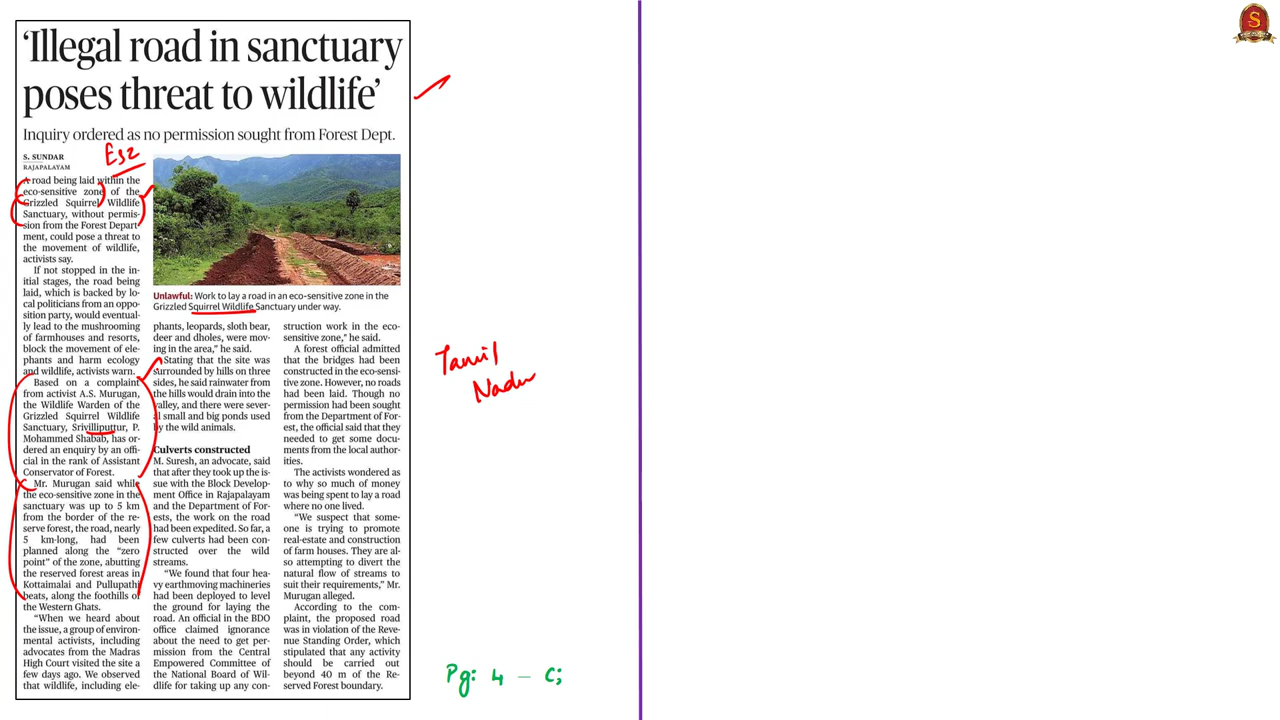 ‘Illegal road in sanctuary
poses threat to wildlife’
Inquiry ordered as no permission sought from Forest Dept.
S. SUNDAR
RAJAPALAYAM
Esz
A road being laid within the
eco-sensitive zone of the
Grizzled Squirrel Wildlife
Sanctuary, without permis-
sion from the Forest Depart-
ment, could pose a threat to
the movement of wildlife,
activists say.
If not stopped in the in-
itial stages, the road being
laid, which is backed by lo-
cal politicians from an oppo-
sition party, would eventual-
ly lead to the mushrooming
of farmhouses and resorts,
block the movement of ele-
phants and harm ecology
and wildlife, activists warn.
Based on a complaint
from activist A.S. Murugan,
the Wildlife Warden of the
Grizzled Squirrel Wildlife
Sanctuary, Srivilliputtur, P.
Mohammed Shabab, has or-
dered an enquiry by an offi-
cial in the rank of Assistant
Conservator of Forest.
Mr. Murugan said while
the eco-sensitive zone in the
sanctuary was up to 5 km
from the border of the re-
serve forest, the road, nearly
5 km-long, had been
planned along the “zero
point” of the zone, abutting
the reserved forest areas in
Kottaimalai and Pullupathi
beats, along the foothills of
the Western Ghats.
“When we heard about
the issue, a group of environ-
mental activists, including
advocates from the Madras
High Court visited the site a
few days ago. We observed
that wildlife, including ele-
Unlawful: Work to lay a road in an eco-sensitive zone in the
Grizzled Squirrel Wildlife Sanctuary under way.
phants, leopards, sloth bear,
deer and dholes, were mov-
ing in the area,” he said.
Stating that the site was
surrounded by hills on three
sides, he said rainwater from
the hills would drain into the
valley, and there were sever-
al small and big ponds used
by the wild animals.
Culverts constructed
M. Suresh, an advocate, said
that after they took up the is-
sue with the Block Develop-
ment Office in Rajapalayam
and the Department of For-
ests, the work on the road
had been expedited. So far, a
few culverts had been con-
structed over the wild
streams.
“We found that four hea-
vy earthmoving machineries
had been deployed to level
the ground for laying the
road. An official in the BDO
office claimed ignorance
about the need to get per-
mission from the Central
Empowered Committee of
the National Board of Wil-
dlife for taking up any con-
struction work in the eco-
sensitive zone,” he said.
A forest official admitted
that the bridges had been
constructed in the eco-sensi-
tive zone. However, no roads
had been laid. Though no
permission had been sought
from the Department of For-
est, the official said that they
needed to get some docu-
ments from the local author-
ities.
The activists wondered as
to why so much of money
was being spent to lay a road
where no one lived.
“We suspect that some-
one is trying to promote
real-estate and construction
of farm houses. They are al-
so attempting to divert the
natural flow of streams to
suit their requirements,” Mr.
Murugan alleged.
According to the com-
plaint, the proposed road
was in violation of the Reve-
nue Standing Order, which
stipulated that any activity
should be carried out
beyond 40 m of the Re-
served Forest boundary.
Tamil
Nadu
Pg: 4 – C;
S